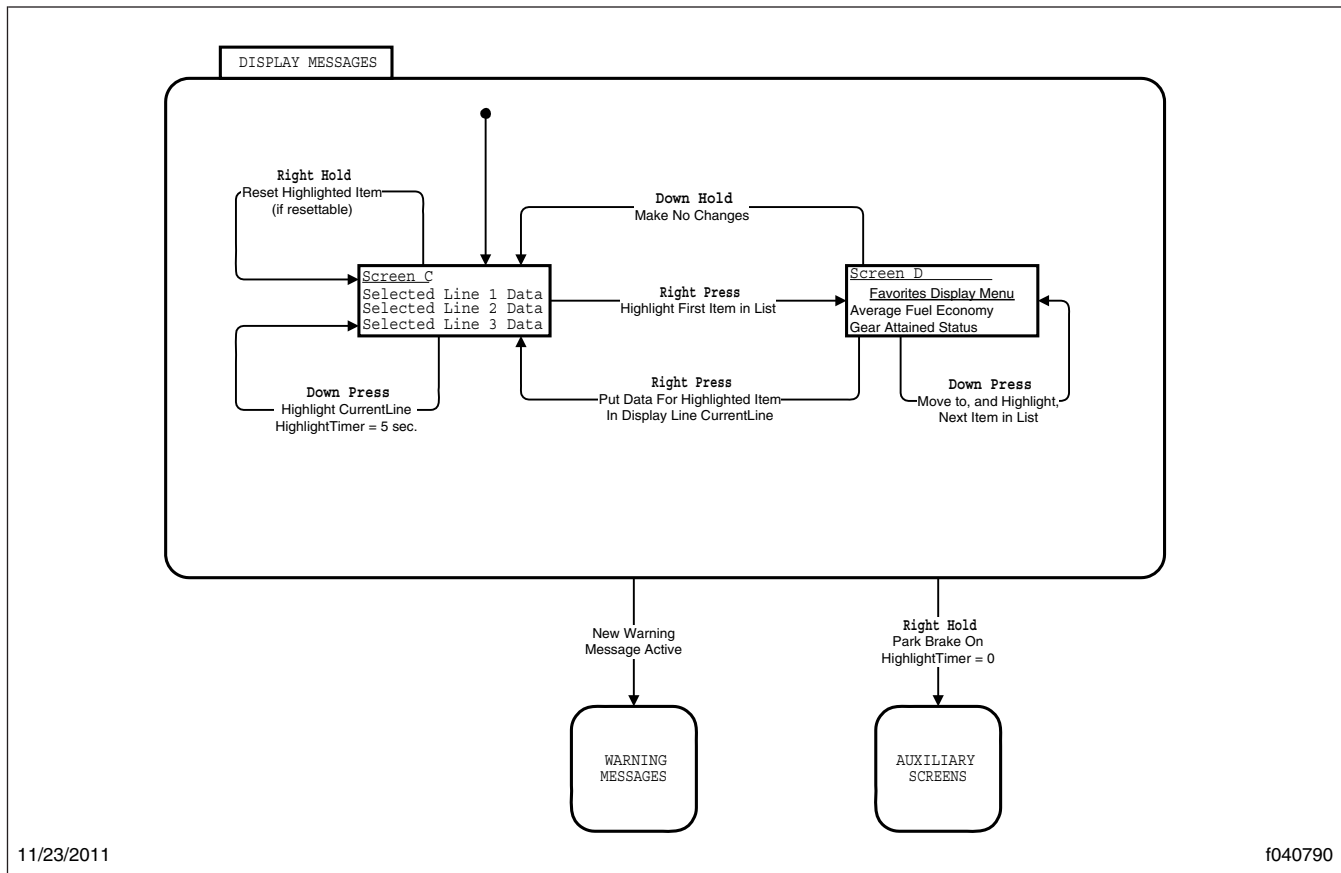 DISPLAY MESSAGES
Right Hold
Reset Highlighted Item
(if resettable)
Down Hold
Make No Changes
Screen C
Selected Line 1 Data
Selected Line 2 Data
Selected Line 3 Data
Right Press
Highlight First Item in List
Screen D
Favorites Display Menu
Average Fuel Economy
Gear Attained Status
Down Press
Highlight CurrentLine
HighlightTimer = 5 sec.
Right Press
Put Data For Highlighted Item
In Display Line CurrentLine
Down Press
Move to, and Highlight,
Next Item in List
New Warning
Message Active
Right Hold
Park Brake On
HighlightTimer = 0
WARNING
MESSAGES
AUXILIARY
SCREENS
11/23/2011
f040790